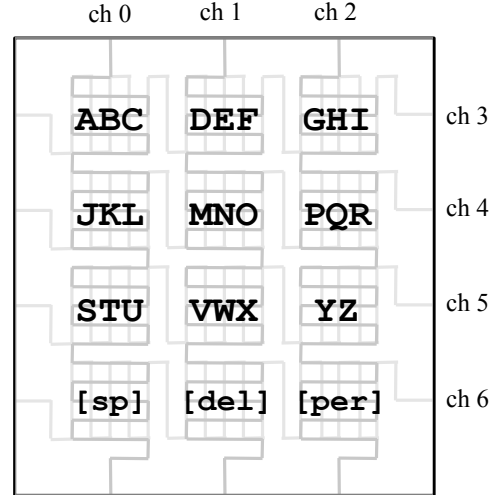 ch 0 ch 1 ch 2
ABC DEF GHI ch 3
JKL MNO PQR ch 4
STU VWX YZ ch 5
[sp] [del] [per] ch 6